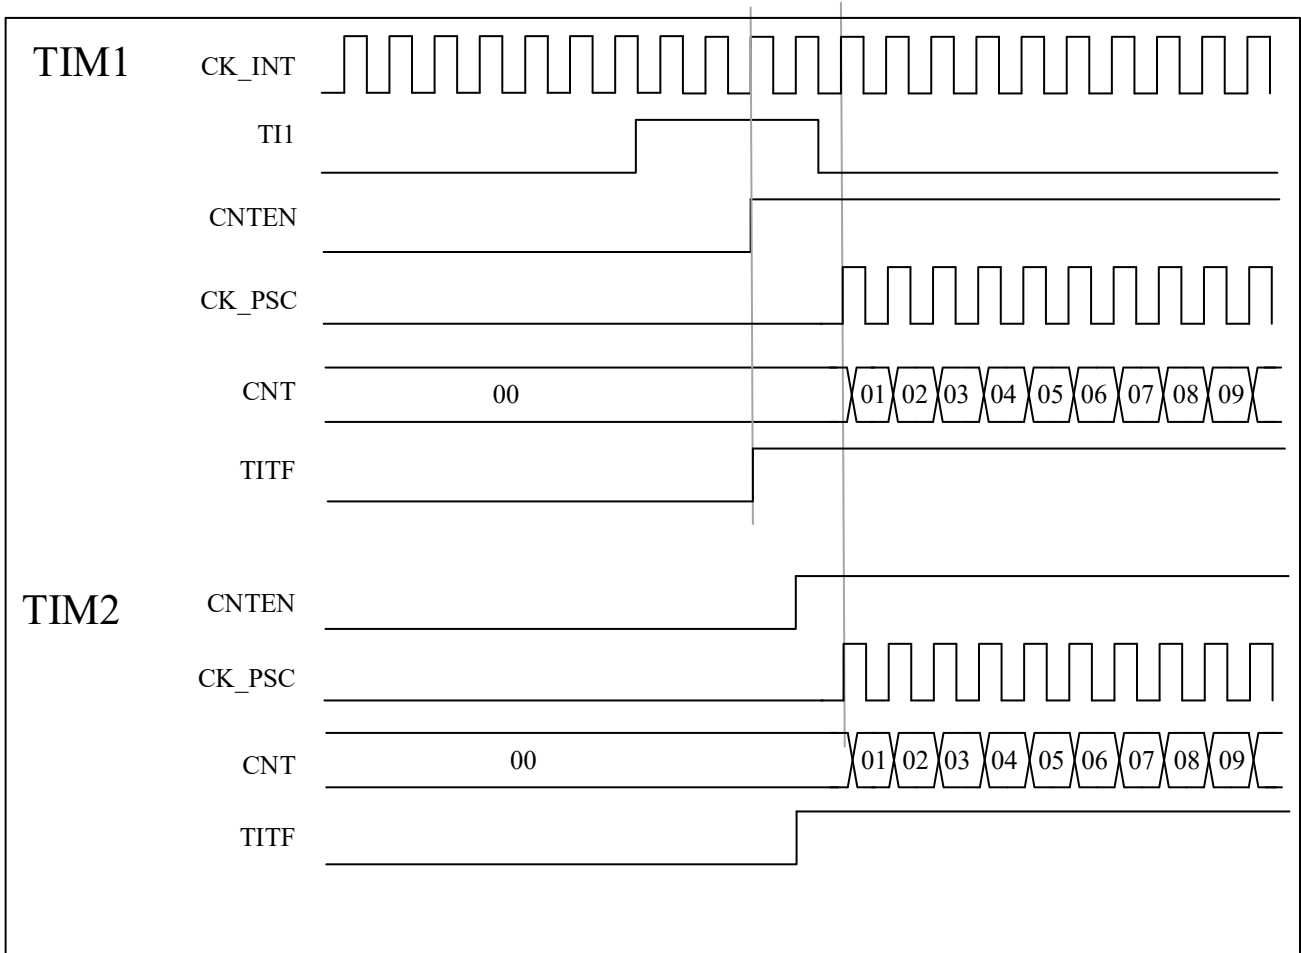 TIM1
CK_INT
TI1
CNTEN
CK_PSC
CNT 00 01 02 03 04 05 06 07 08 09
TITF
TIM2
CNTEN
CK_PSC
CNT 00 01 02 03 04 05 06 07 08 09
TITF